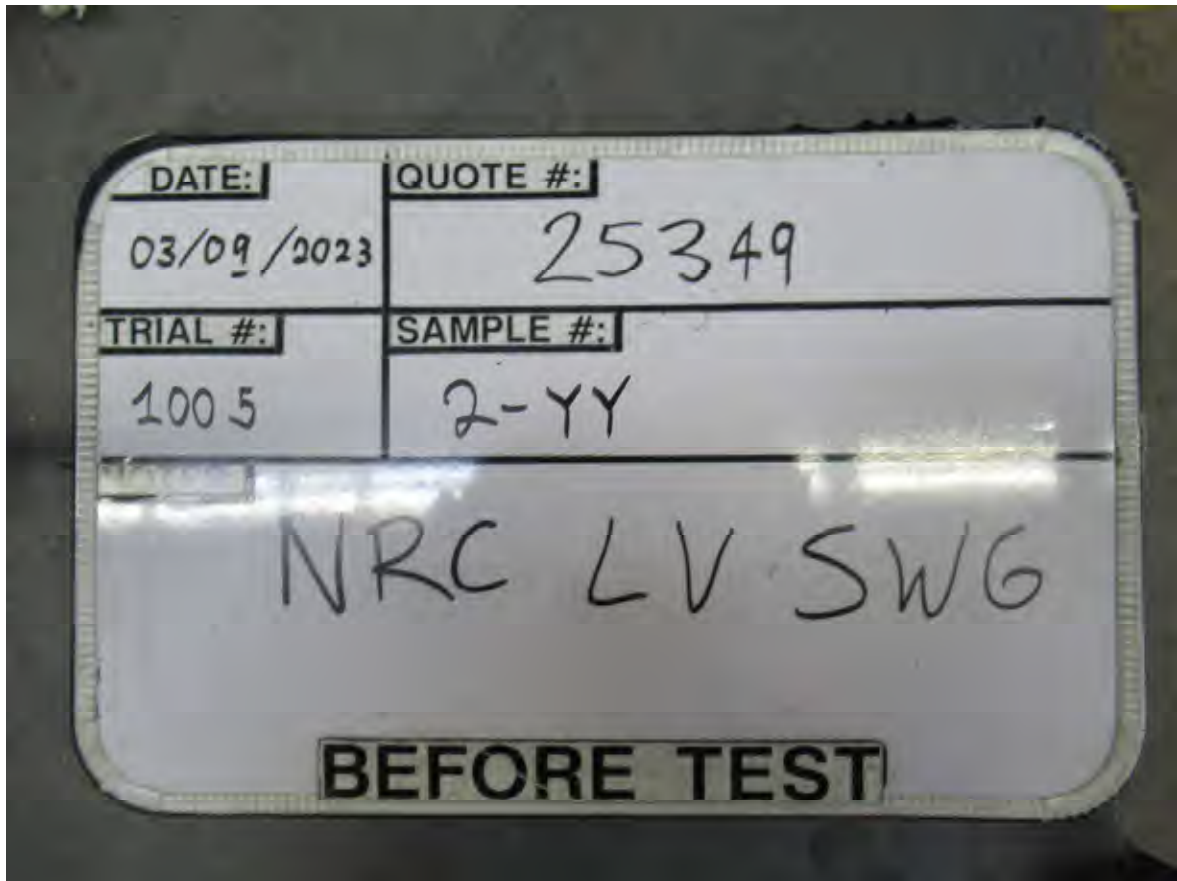 DATE:
QUOTE #:
03/09/2023
25349
TRIAL #:
SAMPLE #:
1005
2-YY
NRC LV SWG
BEFORE TEST